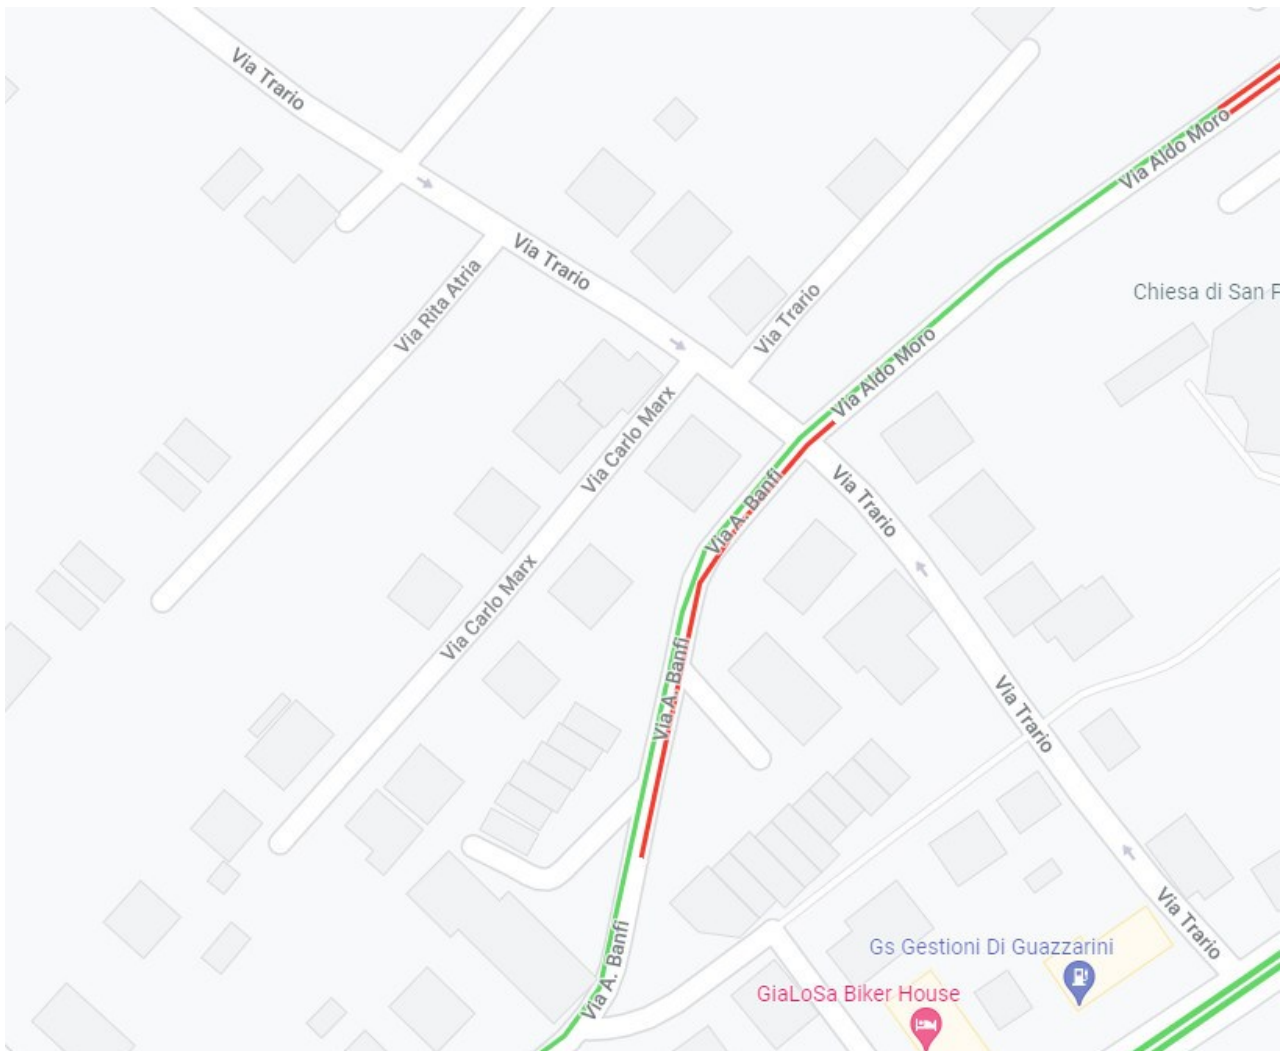 Via Trario
Via Aldo Moro
Via Trario
Via Rita Atria
Chiesa di San F
Via Trario
Via Aldo Moro
Via Carlo Marx
Via A. Banfi
Via Trario
Via Carlo Marx
Via A. Banfi
Via Trario
Via Trario
Via A. Banfi
Gs Gestioni Di Guazzarini
GiaLoSa Biker House